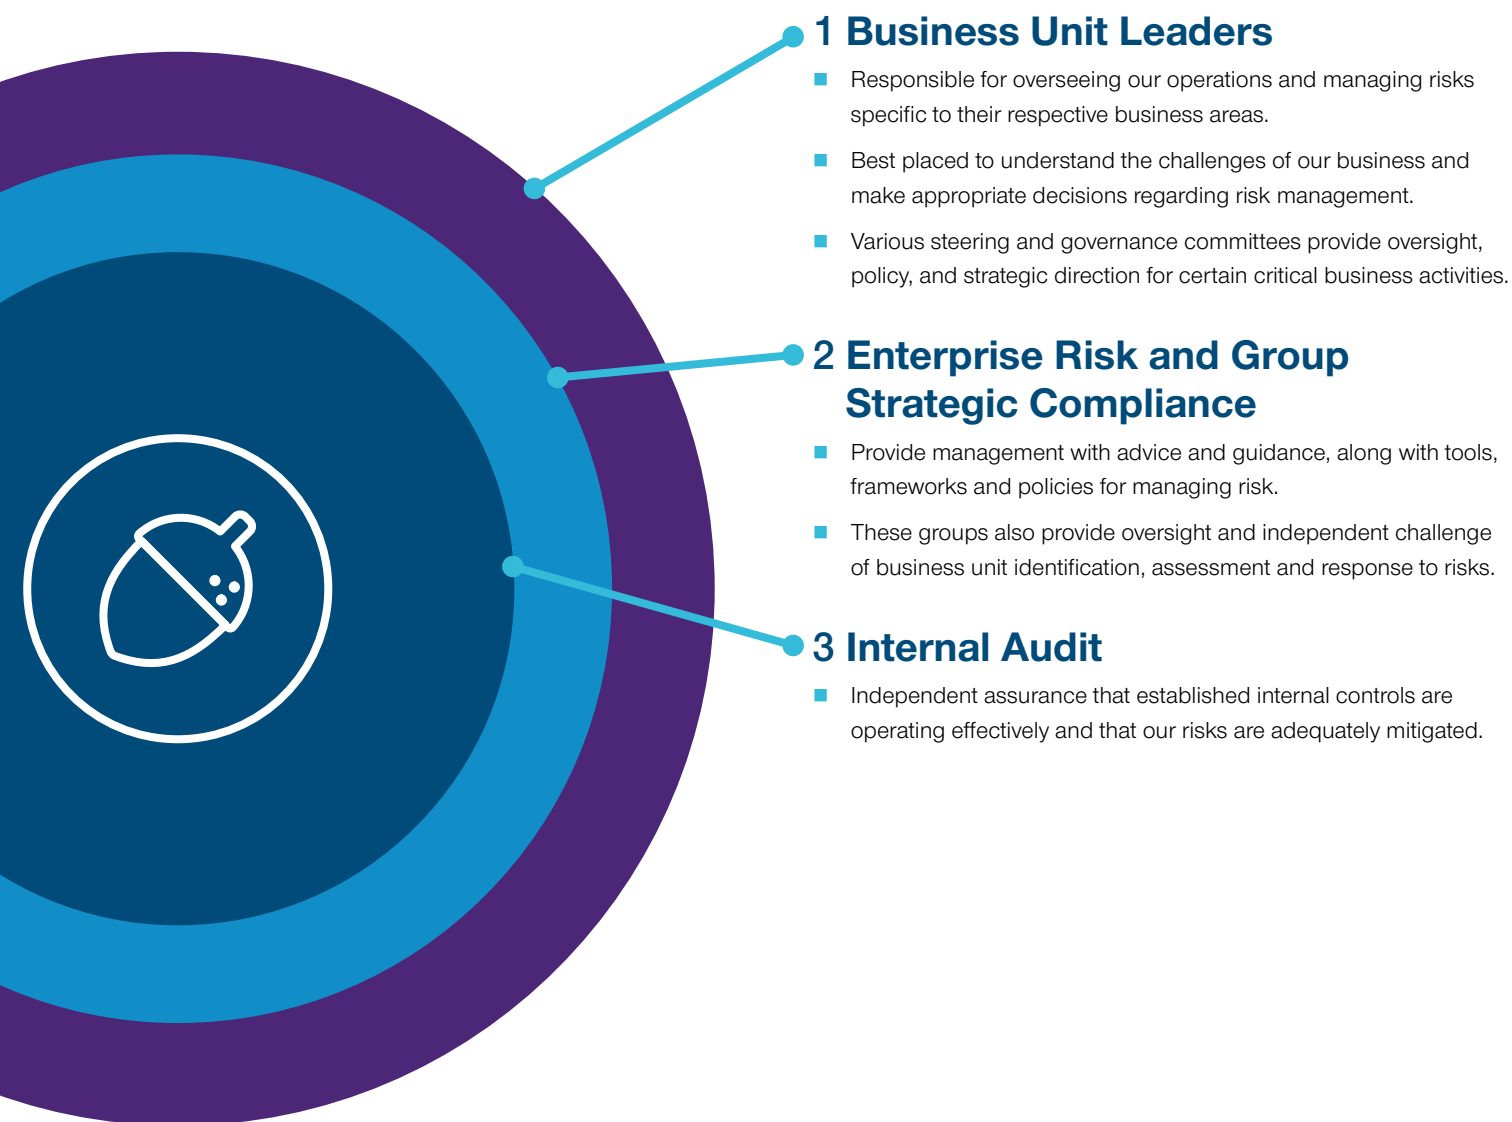 1 Business Unit Leaders
■ Responsible for overseeing our operations and managing risks
specific to their respective business areas.
■ Best placed to understand the challenges of our business and
make appropriate decisions regarding risk management.
■ Various steering and governance committees provide oversight,
policy, and strategic direction for certain critical business activities.
2 Enterprise Risk and Group
Strategic Compliance
■ Provide management with advice and guidance, along with tools,
frameworks and policies for managing risk.
■ These groups also provide oversight and independent challenge
of business unit identification, assessment and response to risks.
3 Internal Audit
■ Independent assurance that established internal controls are
operating effectively and that our risks are adequately mitigated.